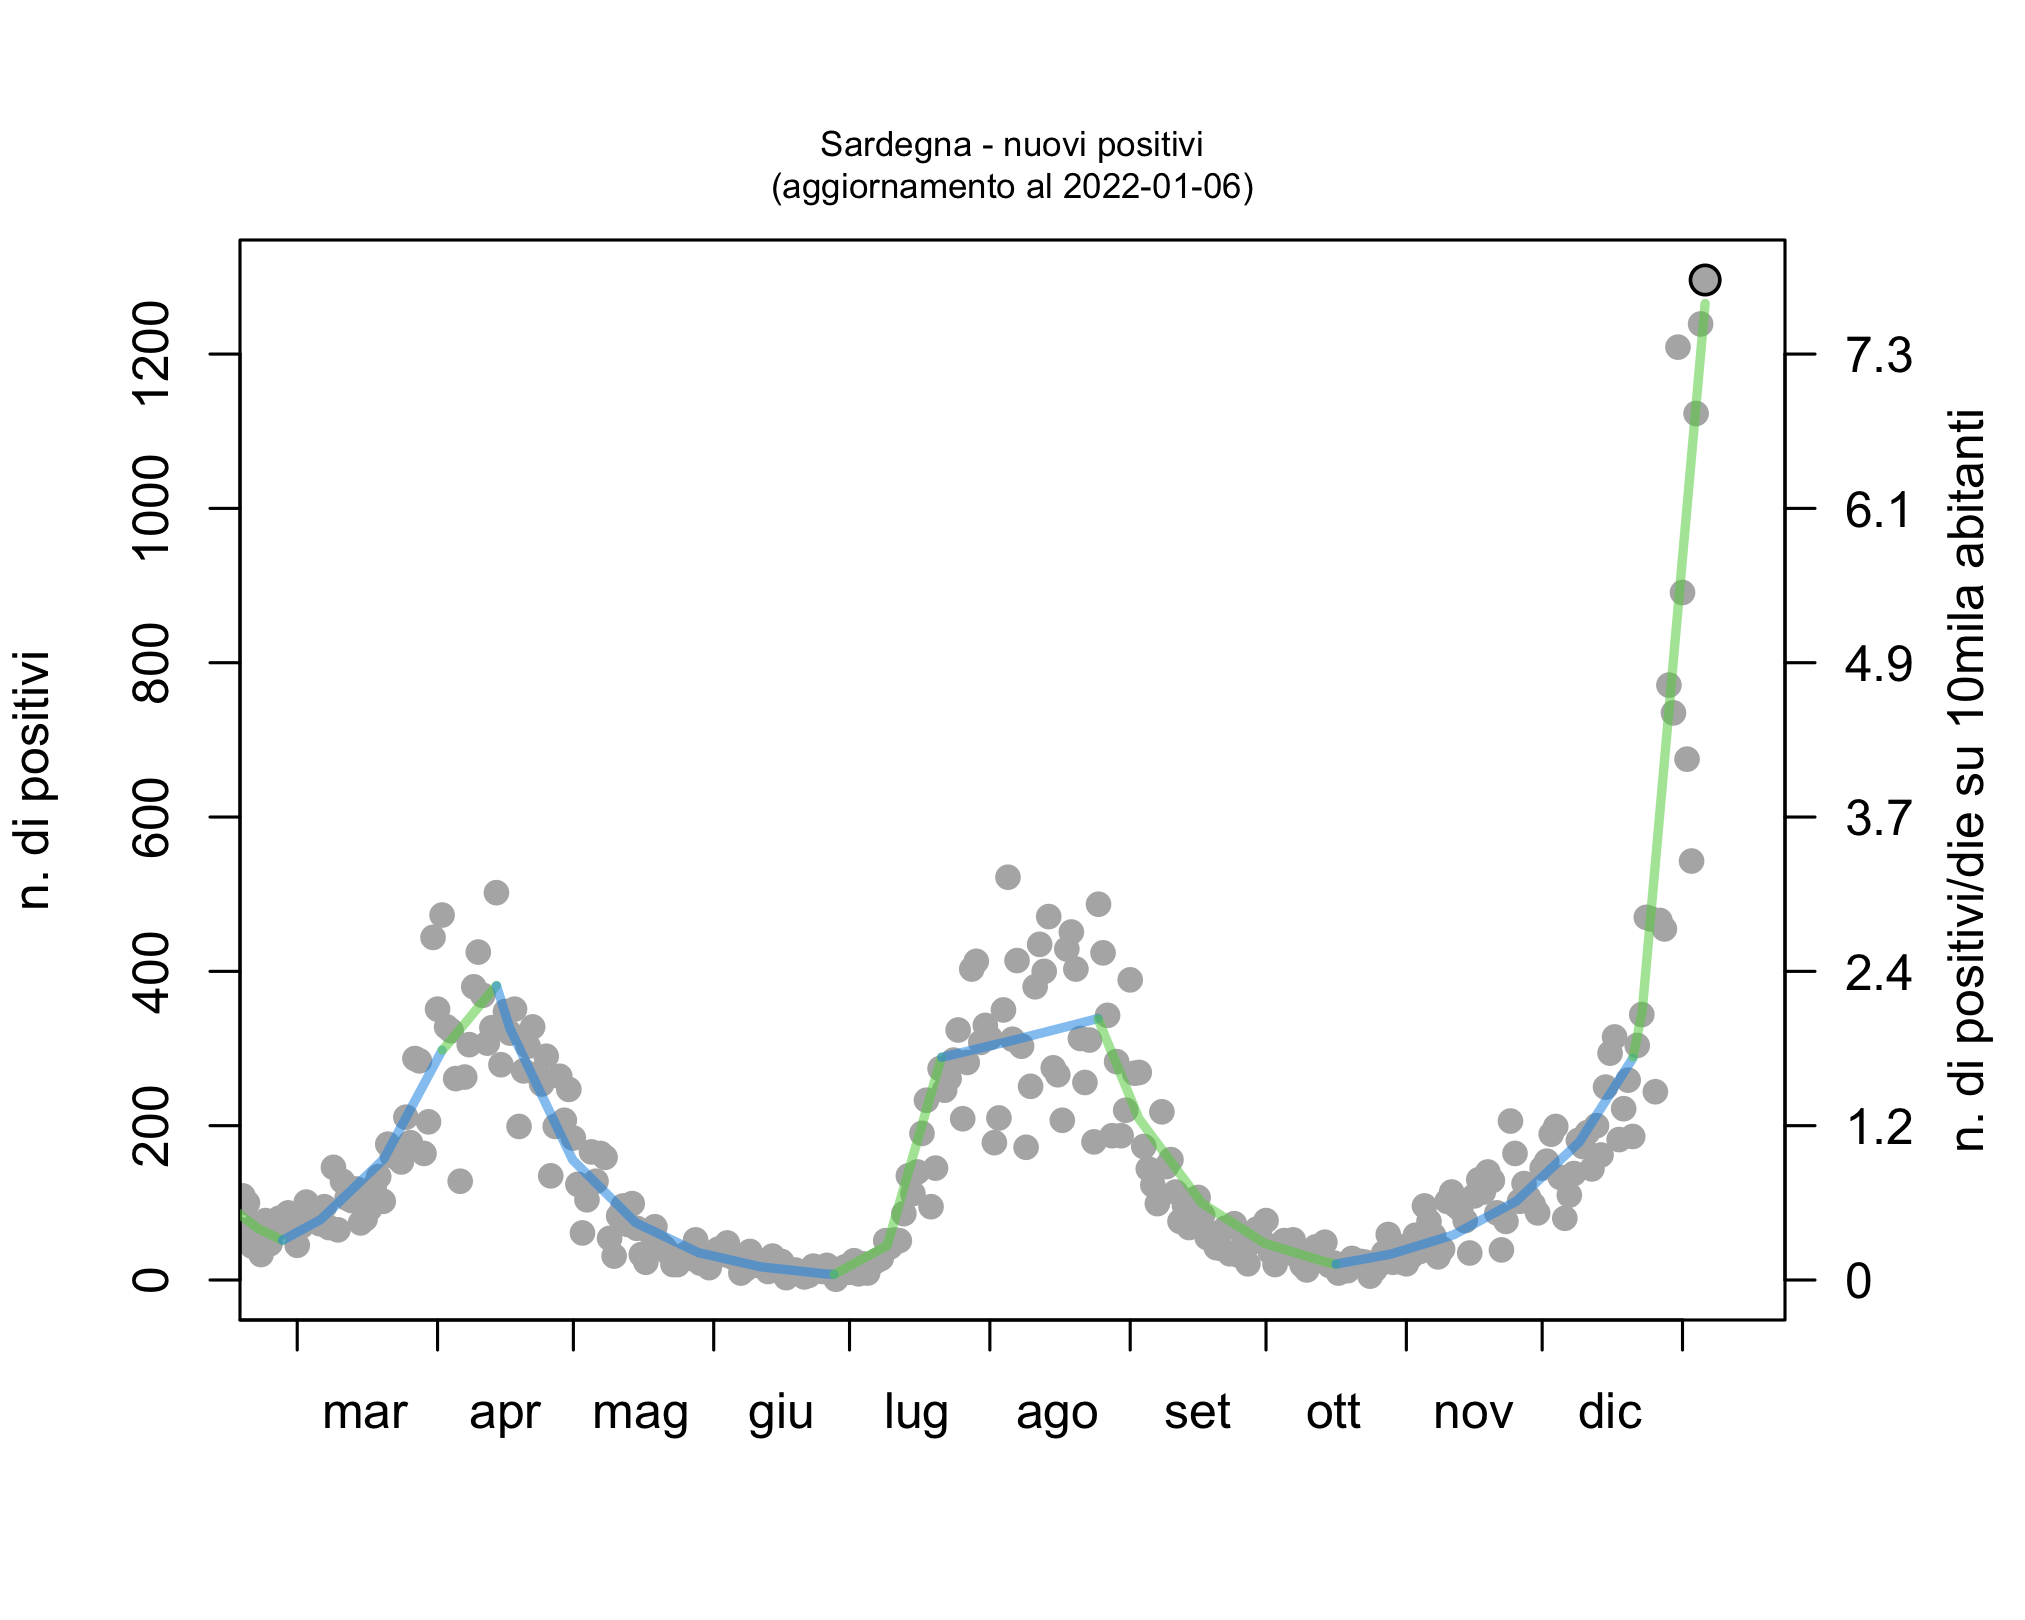 Sardegna - nuovi positivi
(aggiornamento al 2022-01-06)
n. di positivi
1200
1000
800
600
400
200
0
7.3
6.1
4.9
3.7
2.4
1.2
0
n. di positivi/die su 10mila abitanti
mar apr mag giu lug ago set ott nov dic